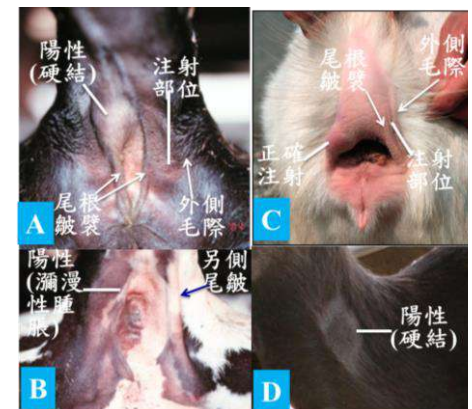 陽性
(硬結)
注射
部位
尾根
皺襞
外側
毛際
A
陽性
(瀰漫
性腫
脹)
另側
尾皺
B
外側
毛際
尾根
皺襞
正確
注射
注射
部位
C
陽性
(硬結)
D